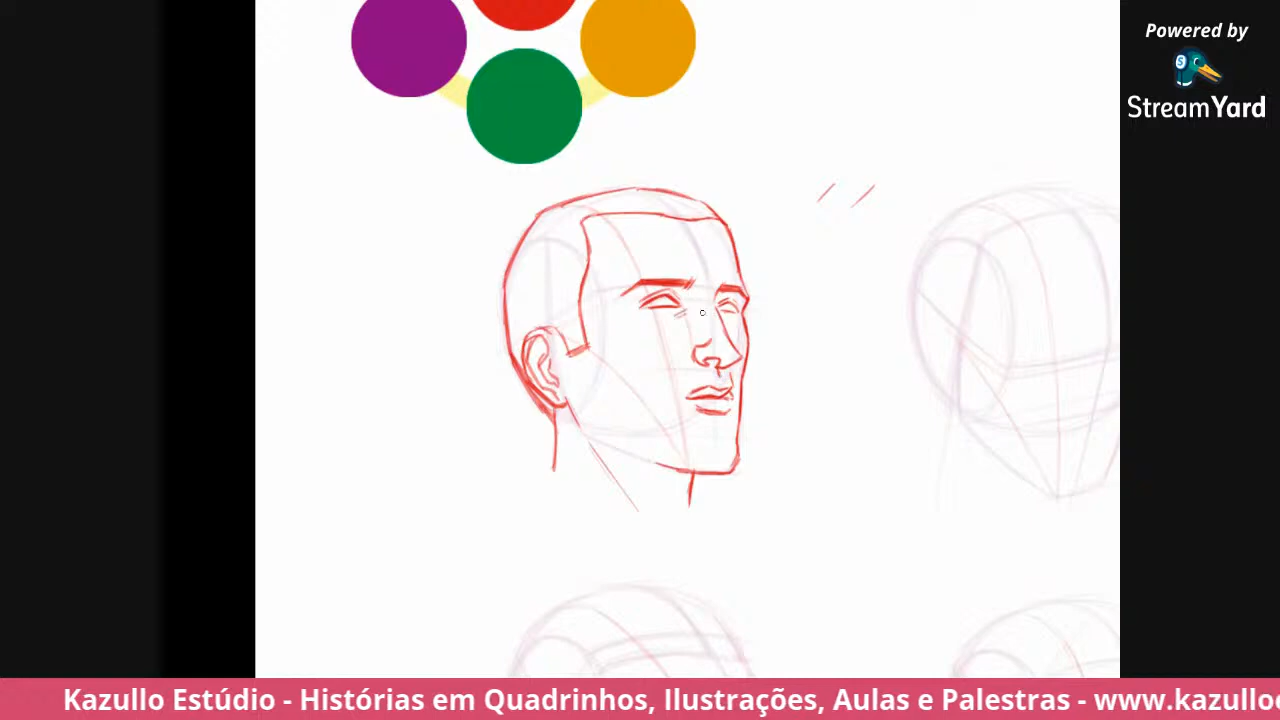 Powered by
StreamYard
Kazullo Estúdio - Histórias em Quadrinhos, Ilustrações, Aulas e Palestras - www.kazullo